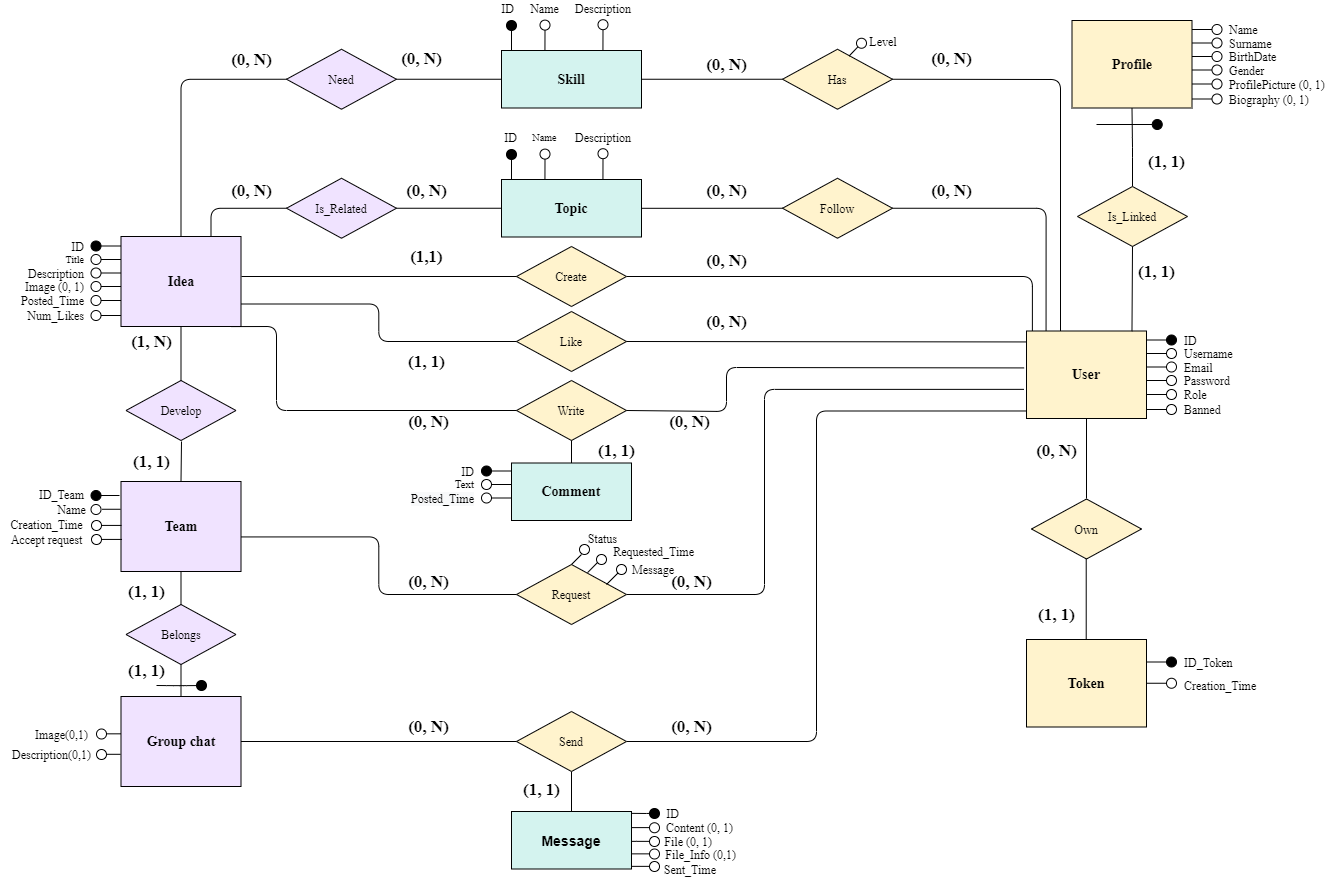 ID
Name
Description
(0, N)
Need
(0, N)
Skill
(0, N)
Level
Has
(0, N)
Profile
Name
Surname
BirthDate
Gender
ProfilePicture (0, 1)
Biography (0, 1)
ID
Name
Description
(1, 1)
(0, N)
Is_Related
(0, N)
Topic
(0, N)
Follow
(0, N)
Is_Linked
(1, 1)
ID
Title
Description
Image (0, 1)
Posted_Time
Num_Likes
Idea
(1,1)
Create
(0, N)
(1, 1)
Like
(0, N)
(1, N)
User
ID
Username
Email
Password
Role
Banned
Develop
(0, N)
Write
(0, N)
(1, 1)
(1, 1)
(0, N)
ID
Text
Posted_Time
Comment
ID_Team
Name
Creation_Time
Accept request
Team
Status
Requested_Time
Message
(0, N)
Request
(0, N)
Own
(1, 1)
Belongs
(1, 1)
(1, 1)
Token
ID_Token
Creation_Time
Image(0,1)
Description(0,1)
Group chat
(0, N)
Send
(0, N)
(1, 1)
Message
ID
Content (0, 1)
File (0, 1)
File_Info (0,1)
Sent_Time